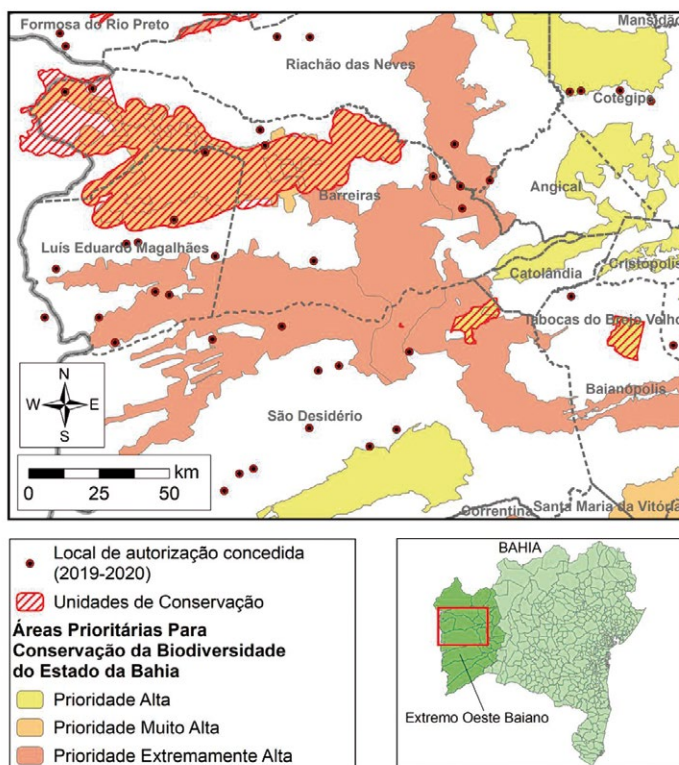 Formosa do Rio Preto
Mansidão
Riachão das Neves
Cotegipe
Angical
Barreiras
Luís Eduardo Magalhães
Catolândia
Cristópolis
Tabocas do Brejo Velho
Baianópolis
São Desidério
Correntina
Santa Maria da Vitória
N
W
E
S
km
0 25 50
Local de autorização concedida
(2019-2020)
Unidades de Conservação
Áreas Prioritárias Para
Conservação da Biodiversidade
do Estado da Bahia
Prioridade Alta
Prioridade Muito Alta
Prioridade Extremamente Alta
BAHIA
Extremo Oeste Baiano